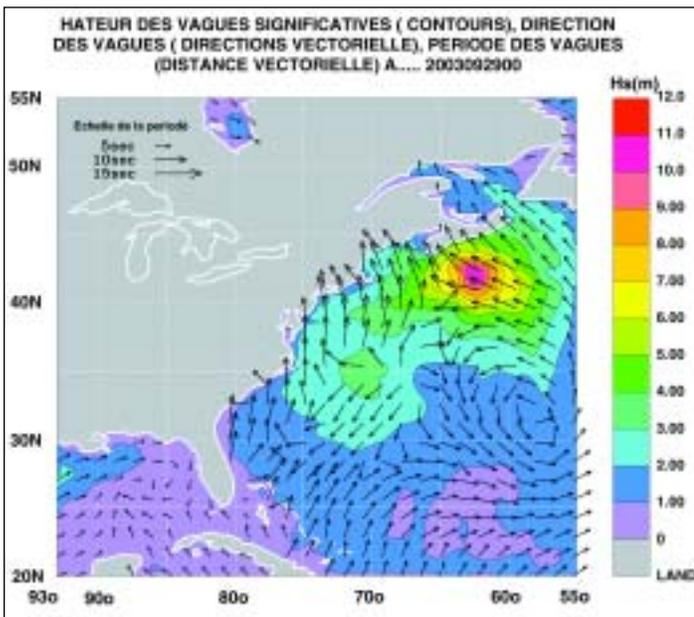 HATEUR DES VAGUES SIGNIFICATIVES ( CONTOURS), DIRECTION
DES VAGUES ( DIRECTIONS VECTORIELLE), PERIODE DES VAGUES
(DISTANCE VECTORIELLE) A..... 2003092900
Hs(m)
55N
50N
40N
30N
20N
Echelle de la periodé
5sec
10sec
15sec
12.0
11.0
10.0
9.00
8.00
7.00
6.00
5.00
4.00
3.00
2.00
1.00
0
LAND
93o 90o 80o 70o 60o 55o